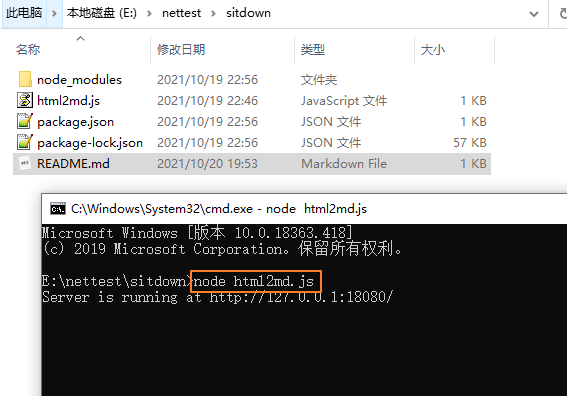 此电脑 > 本地磁盘 (E:) > nettest > sitdown
名称 修改日期 类型 大小
node_modules 2021/10/19 22:56 文件夹
html2md.js 2021/10/19 22:46 JavaScript 文件 1 KB
package.json 2021/10/19 22:56 JSON 文件 1 KB
package-lock.json 2021/10/19 22:56 JSON 文件 57 KB
README.md 2021/10/20 19:53 Markdown File 1 KB
C:\Windows\System32\cmd.exe - node html2md.js
Microsoft Windows [版本 10.0.18363.418]
(c) 2019 Microsoft Corporation。保留所有权利。
E:\nettest\sitdown>node html2md.js
Server is running at http://127.0.0.1:18080/